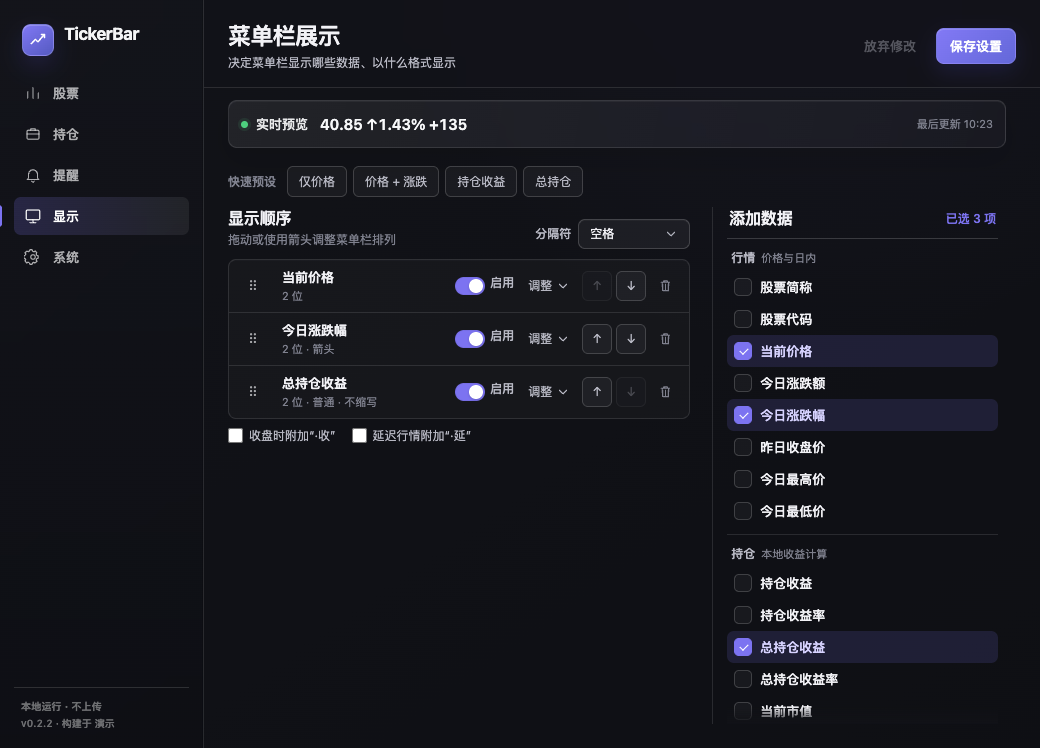 TickerBar
股票
持仓
提醒
显示
系统
本地运行 · 不上传
v0.2.2 · 构建于 演示
菜单栏展示
决定菜单栏显示哪些数据、以什么格式显示
放弃修改
保存设置
实时预览 40.85 ↑1.43% +135
最后更新 10:23
快速预设 仅价格 价格 + 涨跌 持仓收益 总持仓
显示顺序
拖动或使用箭头调整菜单栏排列
分隔符 空格
当前价格
2 位
启用 调整 ↑ ↓
今日涨跌幅
2 位 · 箭头
启用 调整 ↑ ↓
总持仓收益
2 位 · 普通 · 不缩写
启用 调整 ↑ ↓
收盘时附加“·收” 延迟行情附加“·延”
添加数据
已选 3 项
行情 价格与日内
股票简称
股票代码
当前价格
今日涨跌额
今日涨跌幅
昨日收盘价
今日最高价
今日最低价
持仓 本地收益计算
持仓收益
持仓收益率
总持仓收益
总持仓收益率
当前市值